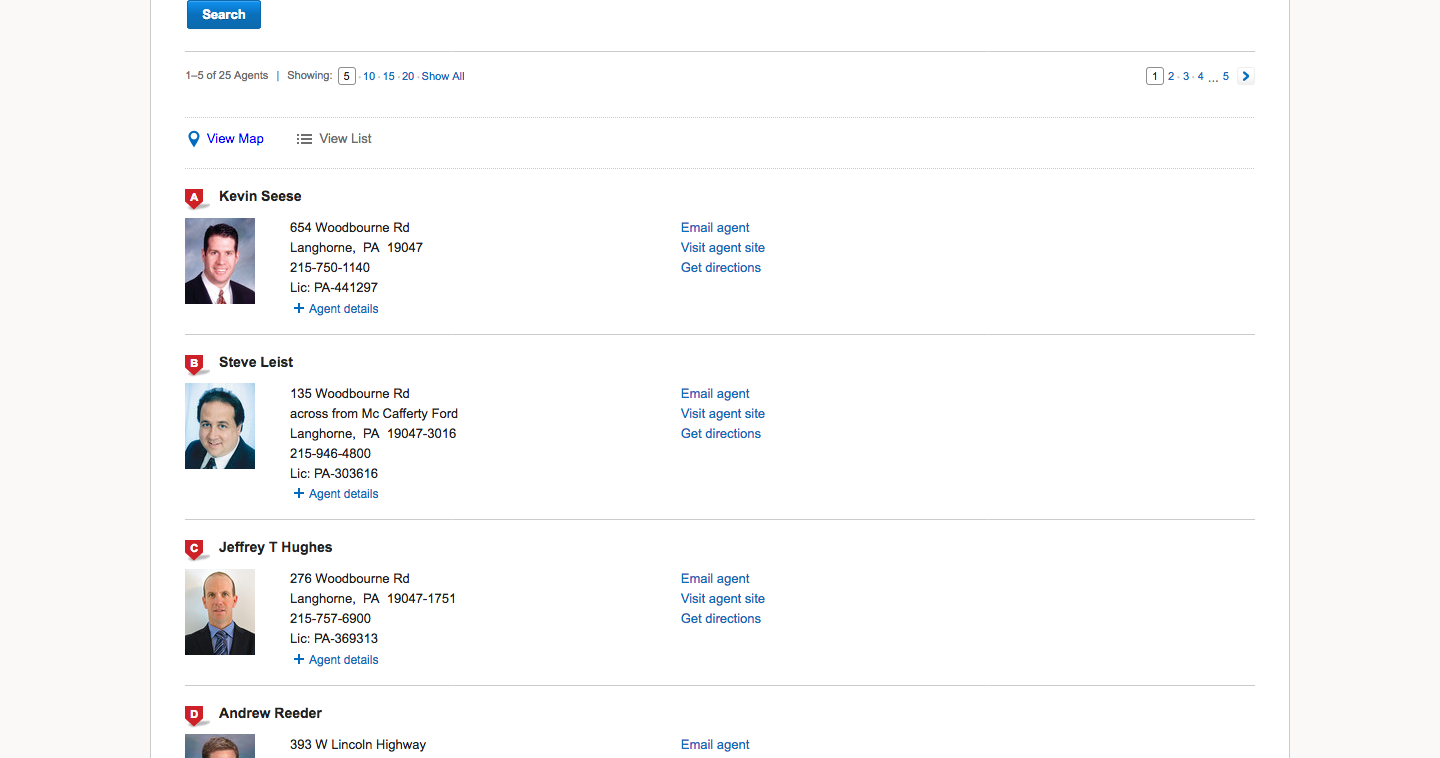 Search
1–5 of 25 Agents | Showing: 5 · 10 · 15 · 20 · Show All
1 2 · 3 · 4 ... 5
View Map View List
A Kevin Seese
654 Woodbourne Rd
Langhorne, PA 19047
215-750-1140
Lic: PA-441297
+ Agent details
Email agent
Visit agent site
Get directions
B Steve Leist
135 Woodbourne Rd
across from Mc Cafferty Ford
Langhorne, PA 19047-3016
215-946-4800
Lic: PA-303616
+ Agent details
Email agent
Visit agent site
Get directions
C Jeffrey T Hughes
276 Woodbourne Rd
Langhorne, PA 19047-1751
215-757-6900
Lic: PA-369313
+ Agent details
Email agent
Visit agent site
Get directions
D Andrew Reeder
393 W Lincoln Highway
Email agent